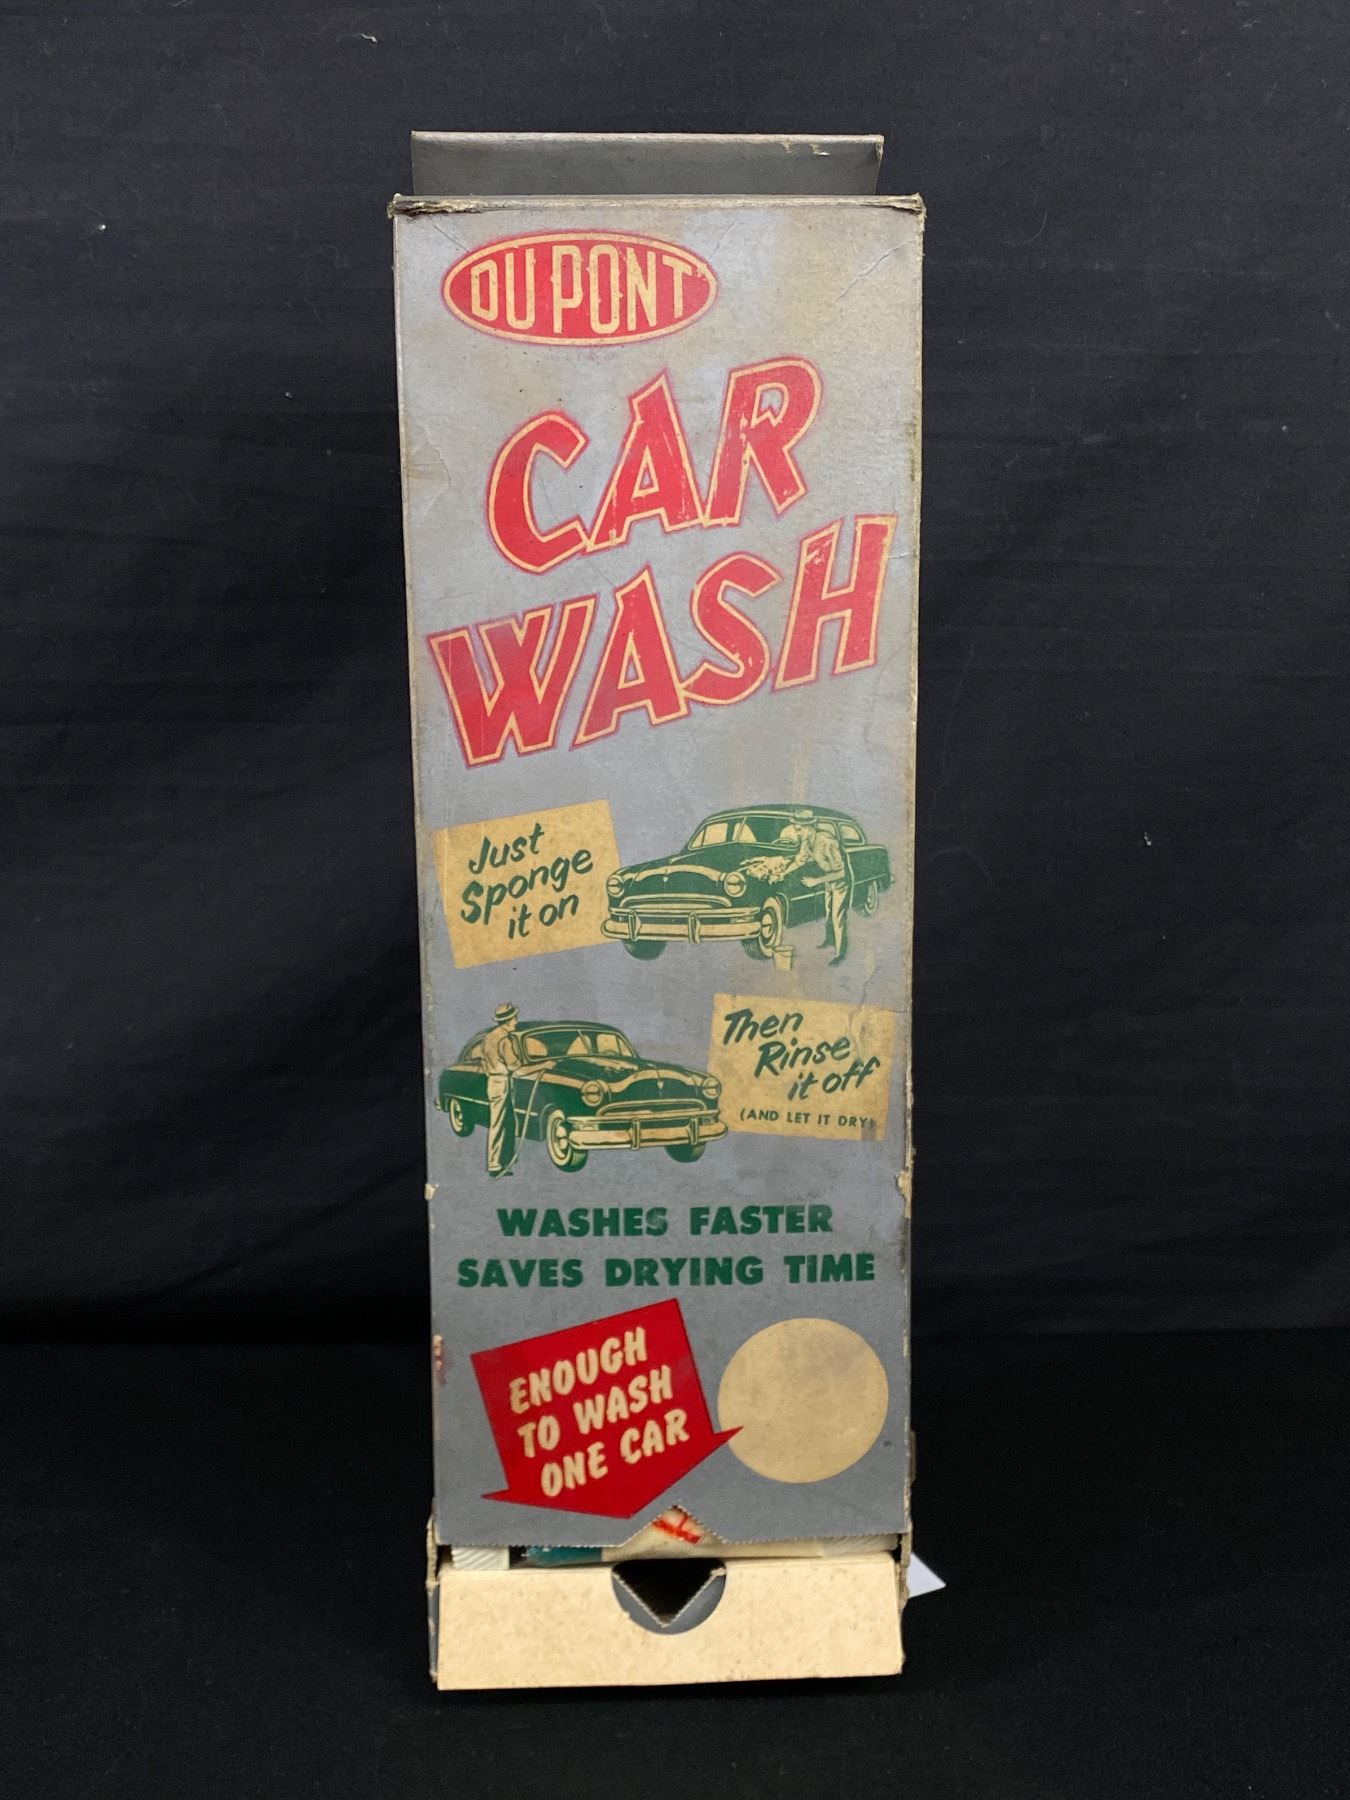 DU PONT
CAR
WASH
Just
Sponge
it on
Then
Rinse
it off
(AND LET IT DRY)
WASHES FASTER
SAVES DRYING TIME
ENOUGH
TO WASH
ONE CAR